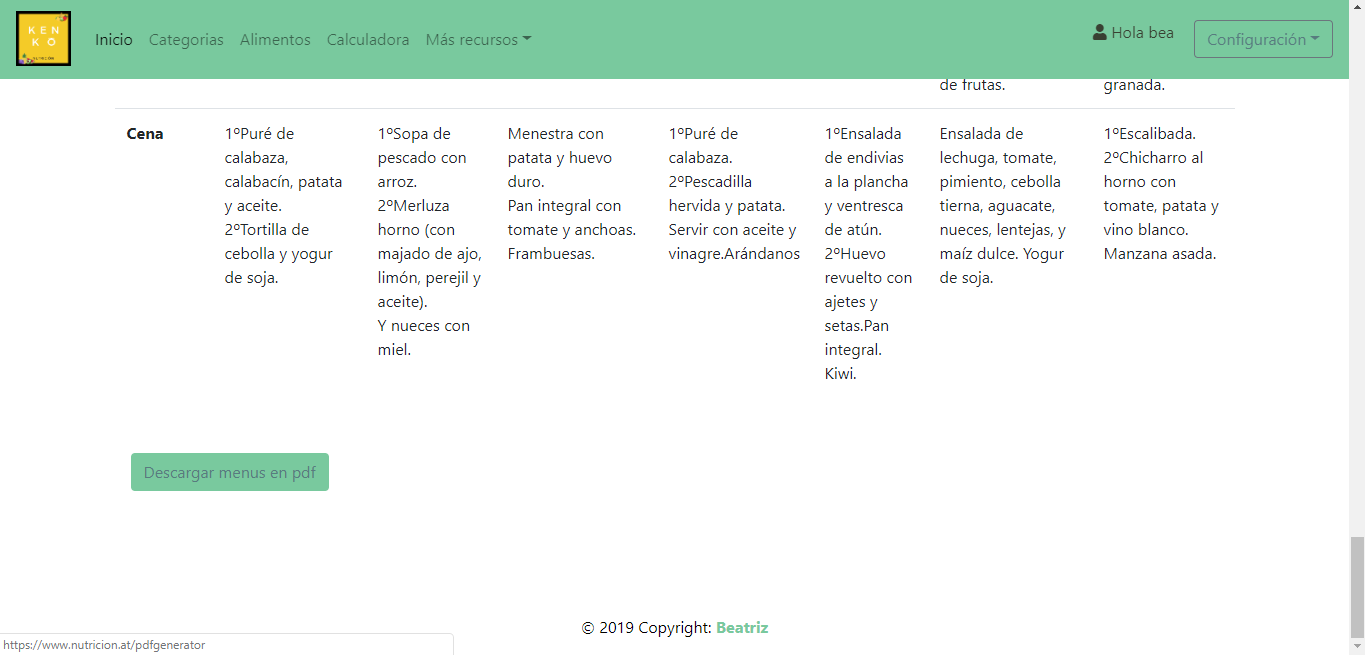 KEN
KO
Inicio Categorias Alimentos Calculadora Más recursos Hola bea Configuración
de frutas. granada.
Cena
1ºPuré de
calabaza,
calabacín, patata
y aceite.
2ºTortilla de
cebolla y yogur
de soja.
1ºSopa de
pescado con
arroz.
2ºMerluza
horno (con
majado de ajo,
limón, perejil y
aceite).
Y nueces con
miel.
Menestra con
patata y huevo
duro.
Pan integral con
tomate y anchoas.
Frambuesas.
1ºPuré de
calabaza.
2ºPescadilla
hervida y patata.
Servir con aceite y
vinagre.Arándanos
1ºEnsalada
de endivias
a la plancha
y ventresca
de atún.
2ºHuevo
revuelto con
ajetes y
setas.Pan
integral.
Kiwi.
Ensalada de
lechuga, tomate,
pimiento, cebolla
tierna, aguacate,
nueces, lentejas, y
maíz dulce. Yogur
de soja.
1ºEscalibada.
2ºChicharro al
horno con
tomate, patata y
vino blanco.
Manzana asada.
Descargar menus en pdf
© 2019 Copyright: Beatriz
https://www.nutricion.at/pdfgenerator